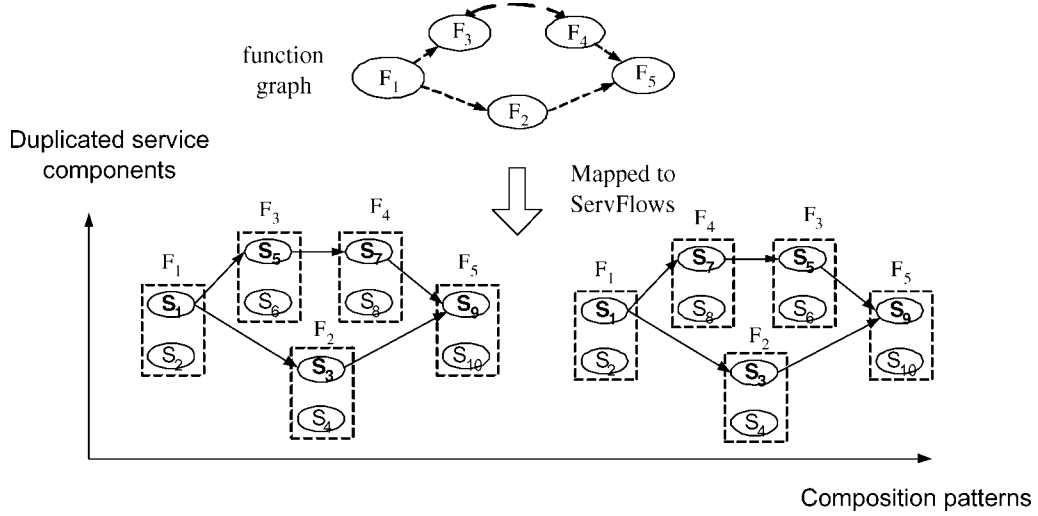 F3
F4
function
graph
F1
F5
F2
Duplicated service
components
Mapped to
ServFlows
F3
F4
F4
F3
F1
S5
S7
F5
F1
S7
S5
F5
S1
S6
S8
S9
S1
S8
S6
S9
F2
F2
S2
S3
S10
S2
S3
S10
S4
S4
Composition patterns